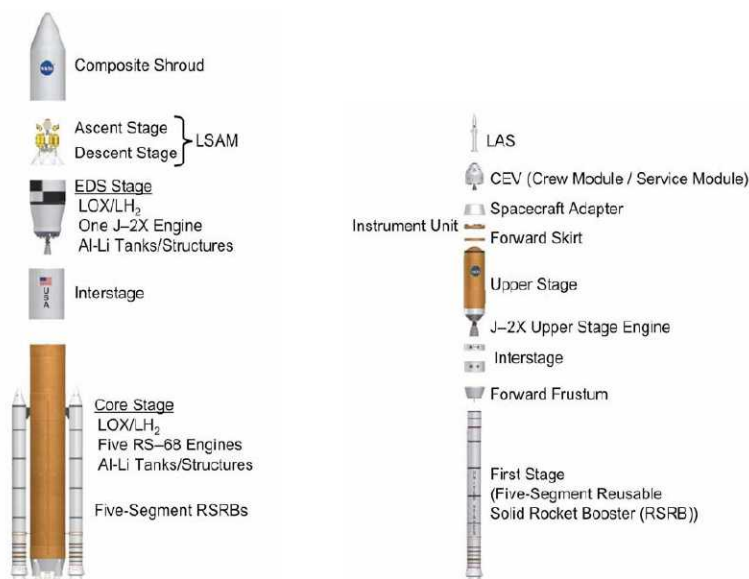 Composite Shroud
Ascent Stage
Descent Stage
LSAM
EDS Stage
LOX/LH₂
One J–2X Engine
Al-Li Tanks/Structures
USA
Interstage
Core Stage
LOX/LH₂
Five RS–68 Engines
Al-Li Tanks/Structures
Five-Segment RSRBs
LAS
CEV (Crew Module / Service Module)
Spacecraft Adapter
Instrument Unit
Forward Skirt
Upper Stage
J–2X Upper Stage Engine
Interstage
Forward Frustum
First Stage
(Five-Segment Reusable
Solid Rocket Booster (RSRB))